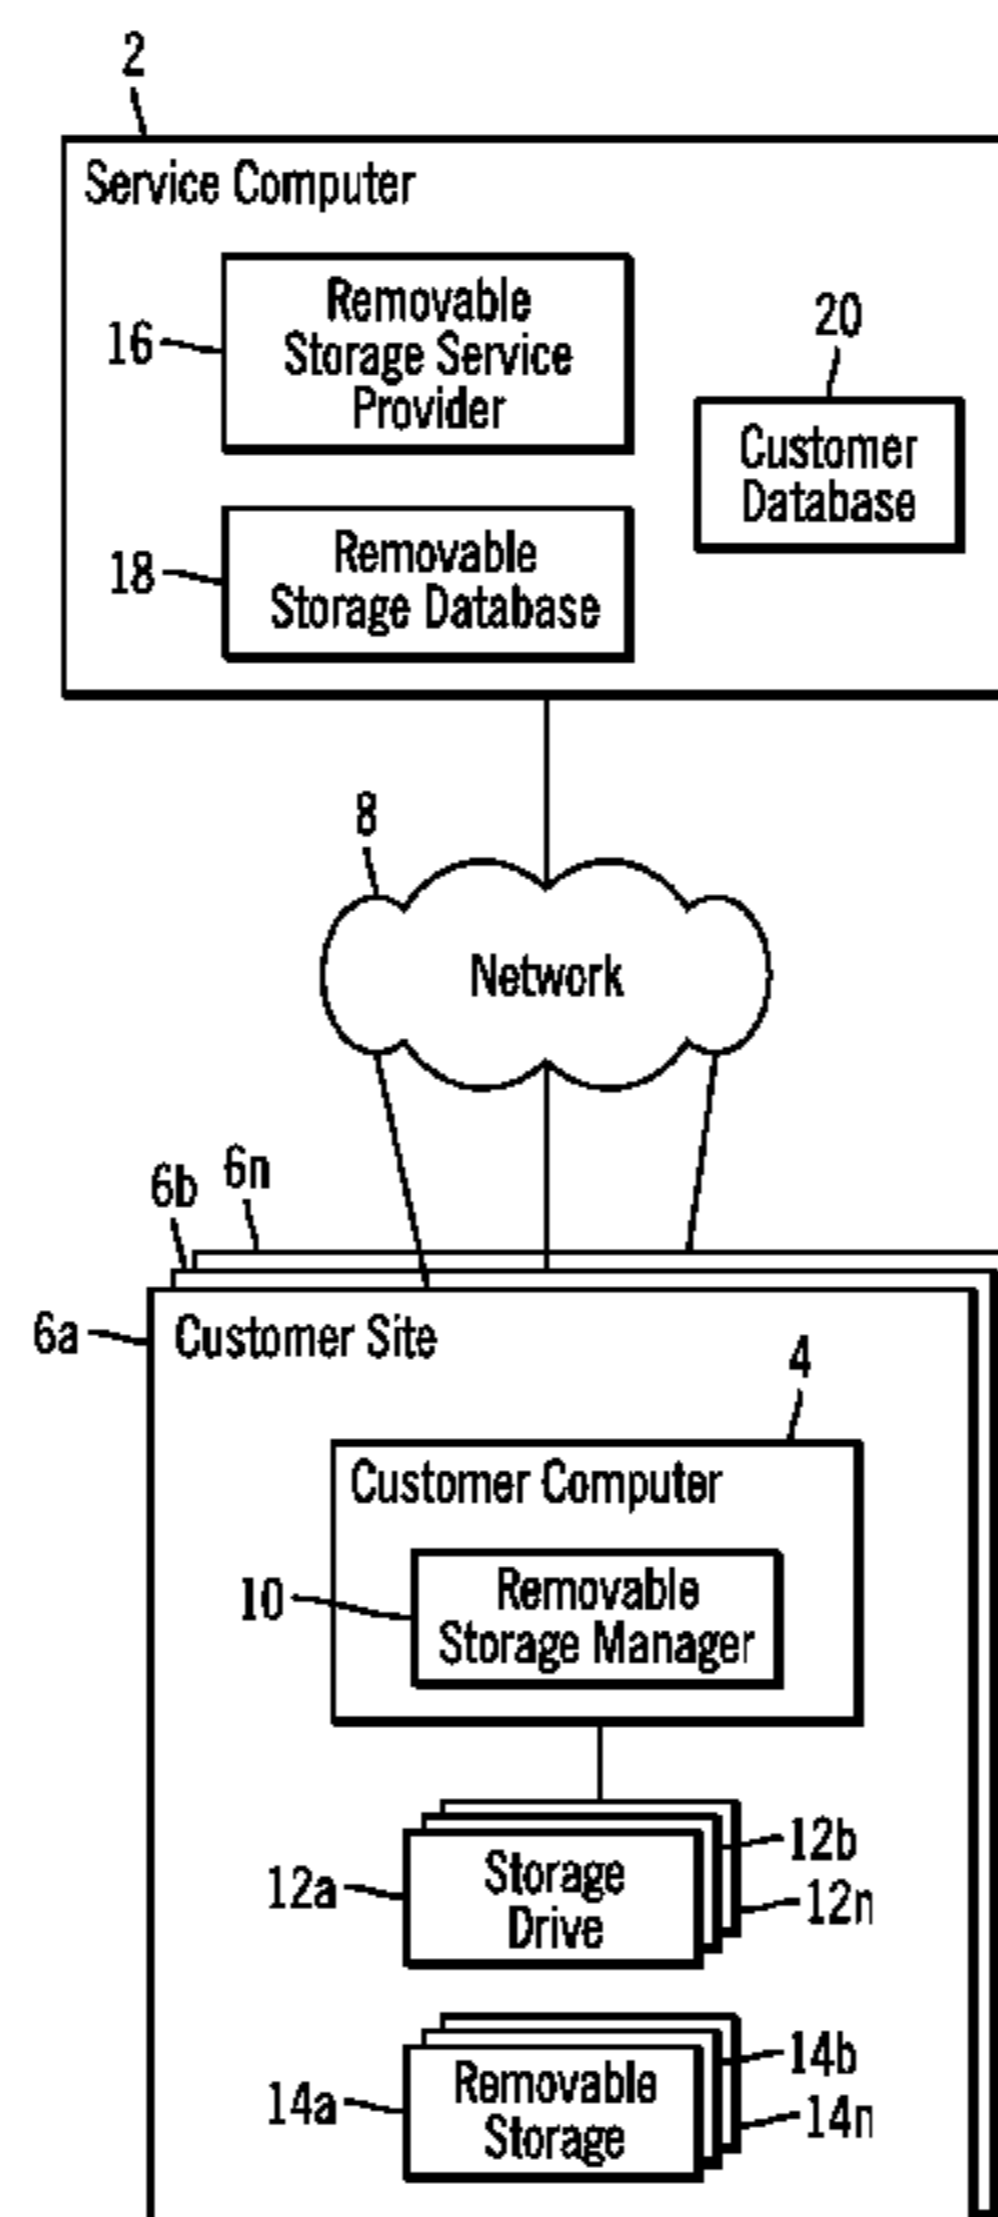 2
Service Computer
Removable
Storage Service
Provider
16
20
Customer
Database
Removable
Storage Database
18
8
Network
6n
6b
6a
Customer Site
4
Customer Computer
Removable
Storage Manager
10
Storage
Drive
12a
12b
12n
Removable
Storage
14a
14b
14n